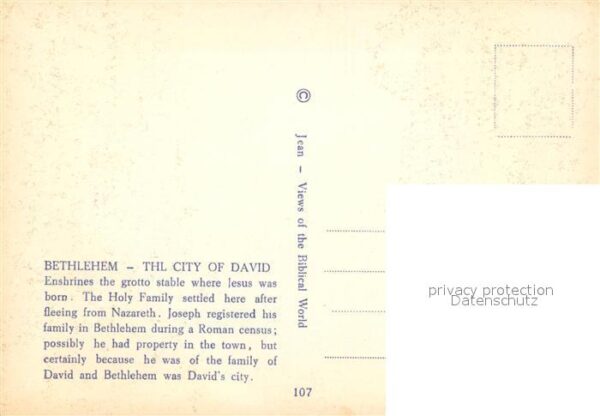 BETHLEHEM – THL CITY OF DAVID
Enshrines the grotto stable where Jesus was
born. The Holy Family settled here after
fleeing from Nazareth. Joseph registered his
family in Bethlehem during a Roman census;
possibly he had property in the town, but
certainly because he was of the family of
David and Bethlehem was David's city.
© Jean – Views of the Biblical World
107
privacy protection
Datenschutz